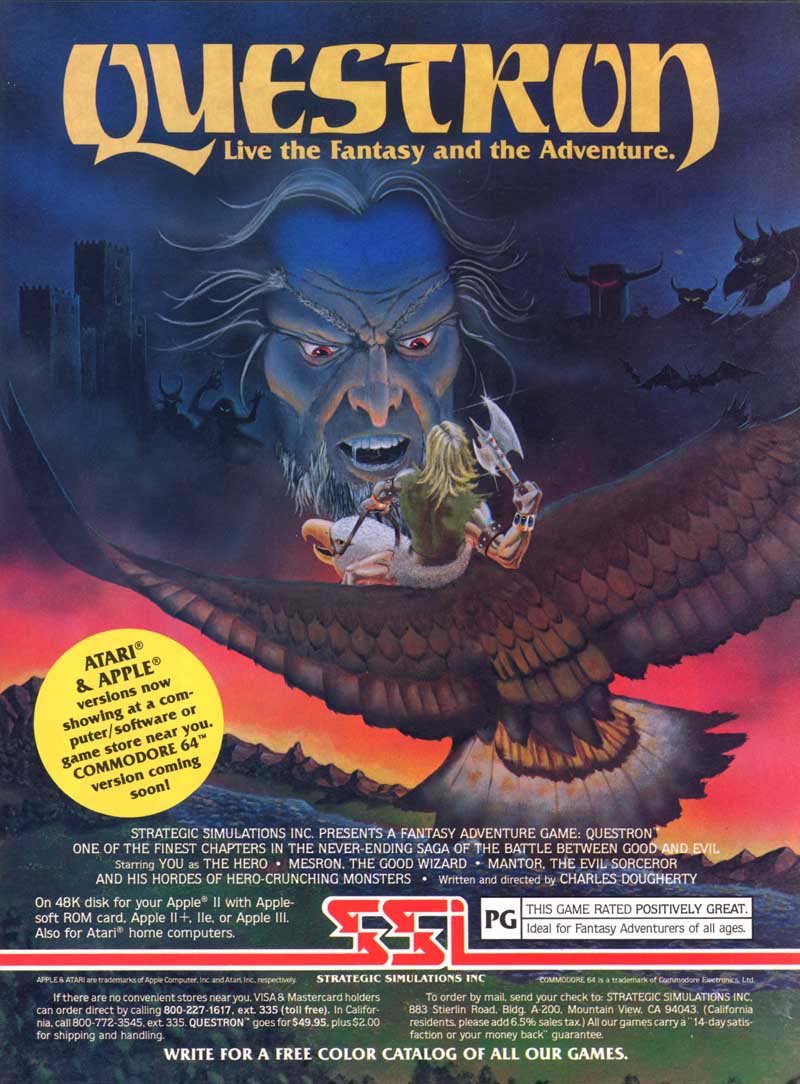 QUESTRON
Live the Fantasy and the Adventure.
ATARI®
& APPLE®
versions now
showing at a com-
puter/software or
game store near you.
COMMODORE 64™
version coming
soon!
STRATEGIC SIMULATIONS INC. PRESENTS A FANTASY ADVENTURE GAME: QUESTRON™
ONE OF THE FINEST CHAPTERS IN THE NEVER-ENDING SAGA OF THE BATTLE BETWEEN GOOD AND EVIL
Starring YOU as THE HERO • MESRON, THE GOOD WIZARD • MANTOR, THE EVIL SORCEROR
AND HIS HORDES OF HERO-CRUNCHING MONSTERS • Written and directed by CHARLES DOUGHERTY
On 48K disk for your Apple® II with Apple-
soft ROM card, Apple II+, IIe, or Apple III.
Also for Atari® home computers.
SSI
PG
THIS GAME RATED POSITIVELY GREAT.
Ideal for Fantasy Adventurers of all ages.
APPLE & ATARI are trademarks of Apple Computer, Inc. and Atari, Inc., respectively.
STRATEGIC SIMULATIONS INC
COMMODORE 64 is a trademark of Commodore Electronics, Ltd.
If there are no convenient stores near you, VISA & Mastercard holders
can order direct by calling 800-227-1617, ext. 335 (toll free). In Califor-
nia, call 800-772-3545, ext. 335. QUESTRON™ goes for $49.95, plus $2.00
for shipping and handling.
To order by mail, send your check to: STRATEGIC SIMULATIONS INC,
883 Stierlin Road, Bldg. A-200, Mountain View, CA 94043. (California
residents, please add 6.5% sales tax.) All our games carry a "14-day satis-
faction or your money back" guarantee.
WRITE FOR A FREE COLOR CATALOG OF ALL OUR GAMES.